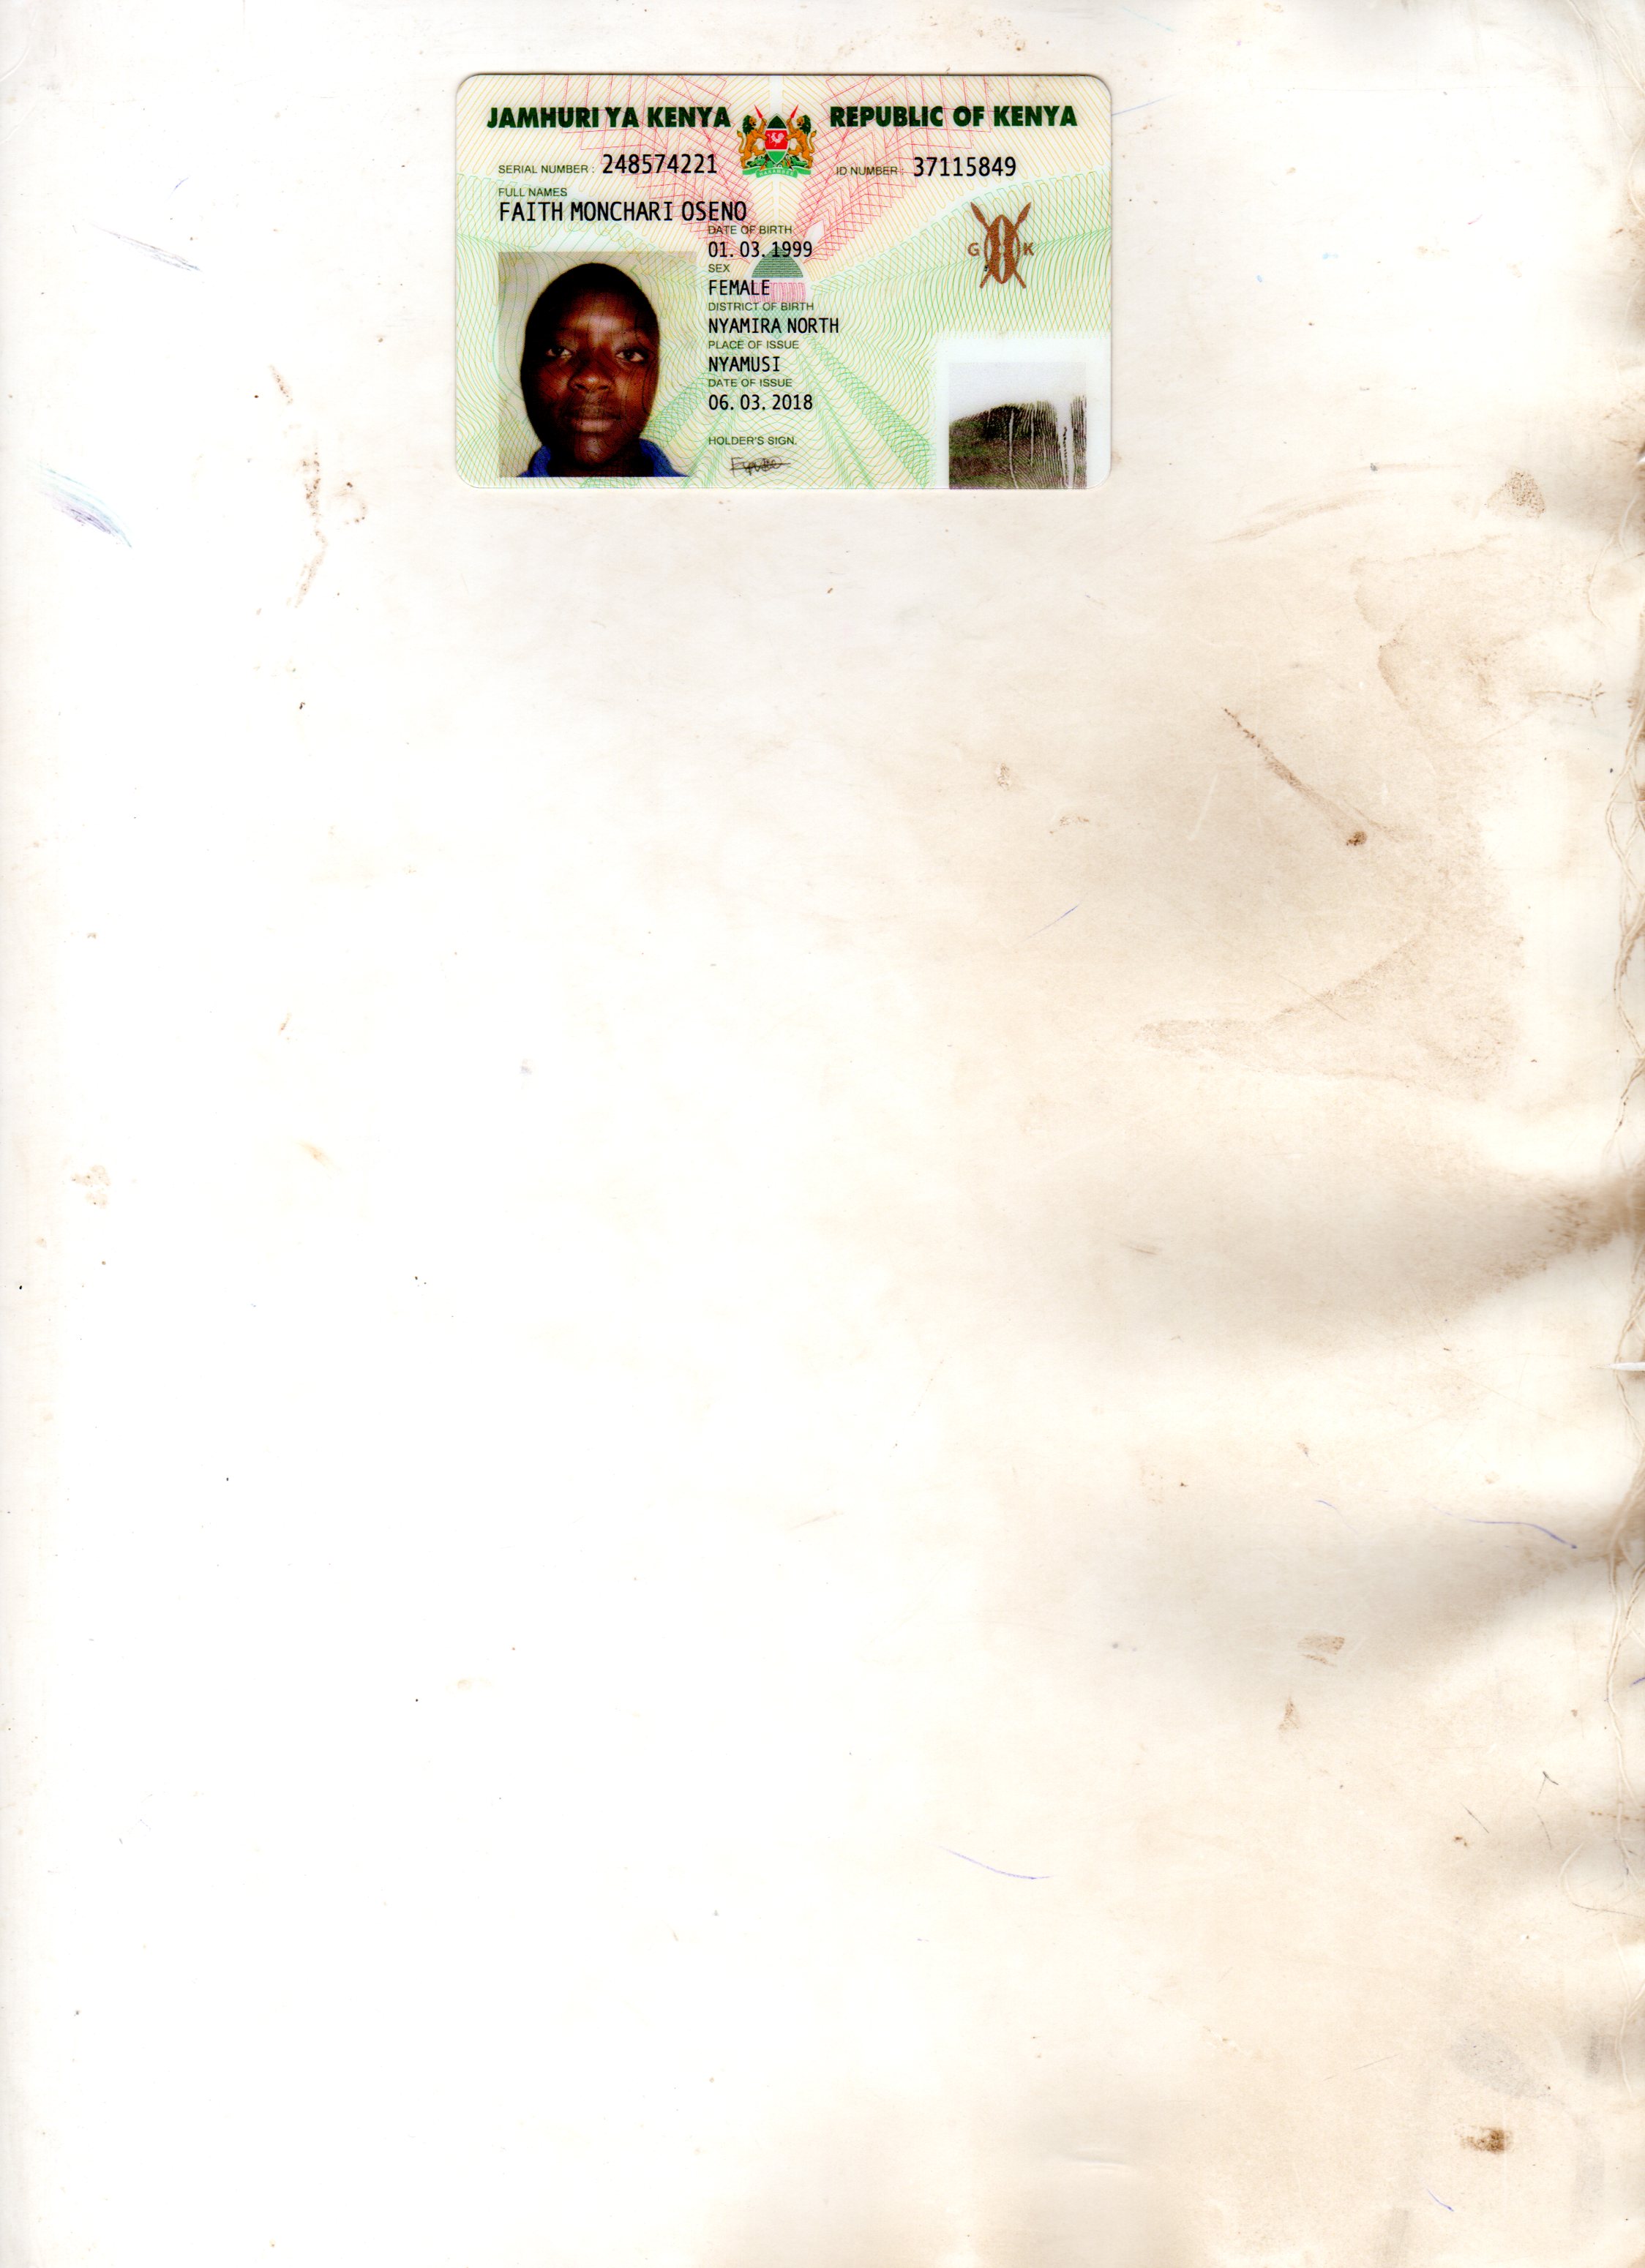 JAMHURI YA KENYA REPUBLIC OF KENYA
SERIAL NUMBER : 248574221 ID NUMBER : 37115849
FULL NAMES
FAITH MONCHARI OSENO
DATE OF BIRTH
01. 03. 1999
SEX
FEMALE
DISTRICT OF BIRTH
NYAMIRA NORTH
PLACE OF ISSUE
NYAMUSI
DATE OF ISSUE
06. 03. 2018
HOLDER'S SIGN.
G K